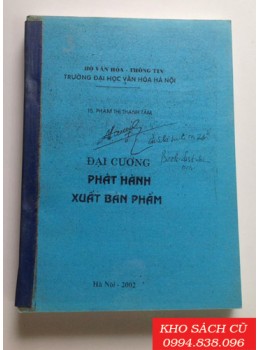 BỘ VĂN HÓA - THÔNG TIN
TRƯỜNG ĐẠI HỌC VĂN HÓA HÀ NỘI
TS. PHẠM THỊ THANH TÂM
ĐẠI CƯƠNG
PHÁT HÀNH
XUẤT BẢN PHẨM
Hà Nội - 2002
KHO SÁCH CŨ
0994.838.096